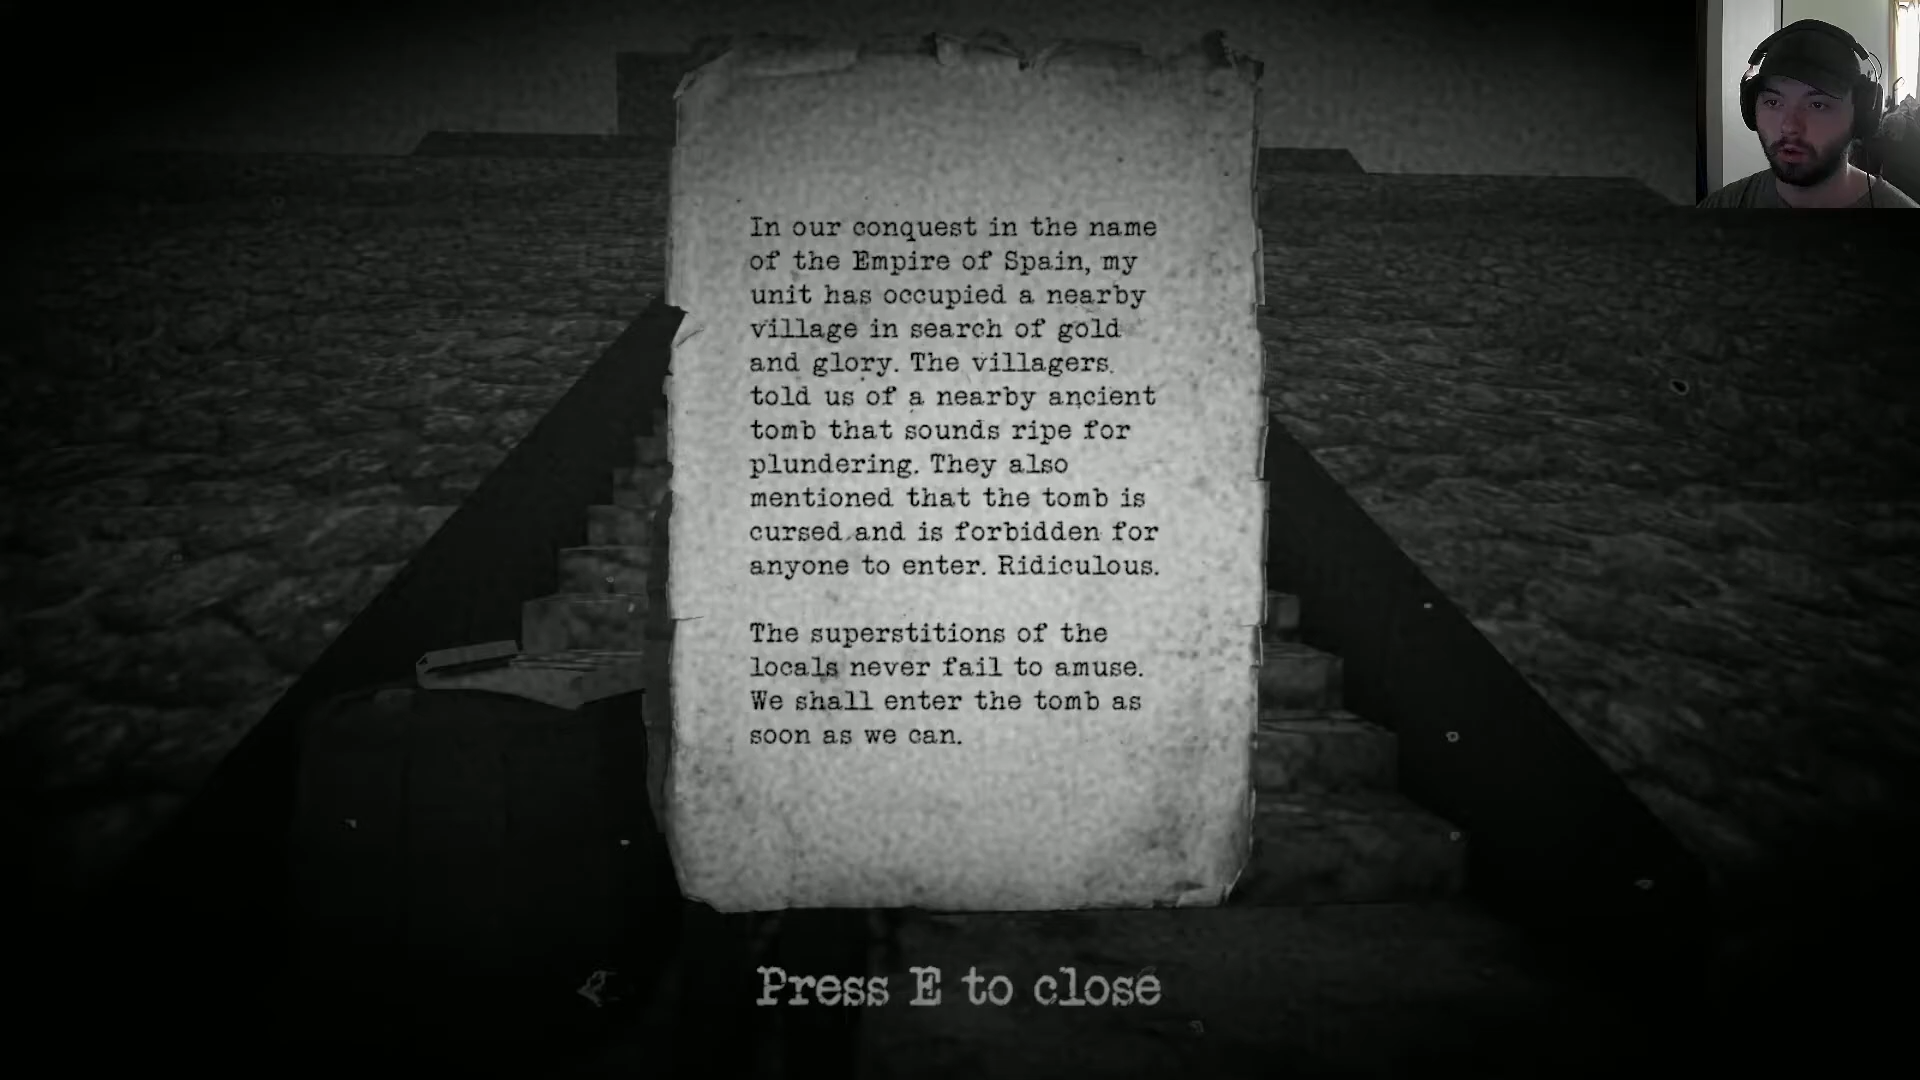 In our conquest in the name
of the Empire of Spain, my
unit has occupied a nearby
village in search of gold
and glory. The villagers
told us of a nearby ancient
tomb that sounds ripe for
plundering. They also
mentioned that the tomb is
cursed and is forbidden for
anyone to enter. Ridiculous.
The superstitions of the
locals never fail to amuse.
We shall enter the tomb as
soon as we can.
Press E to close